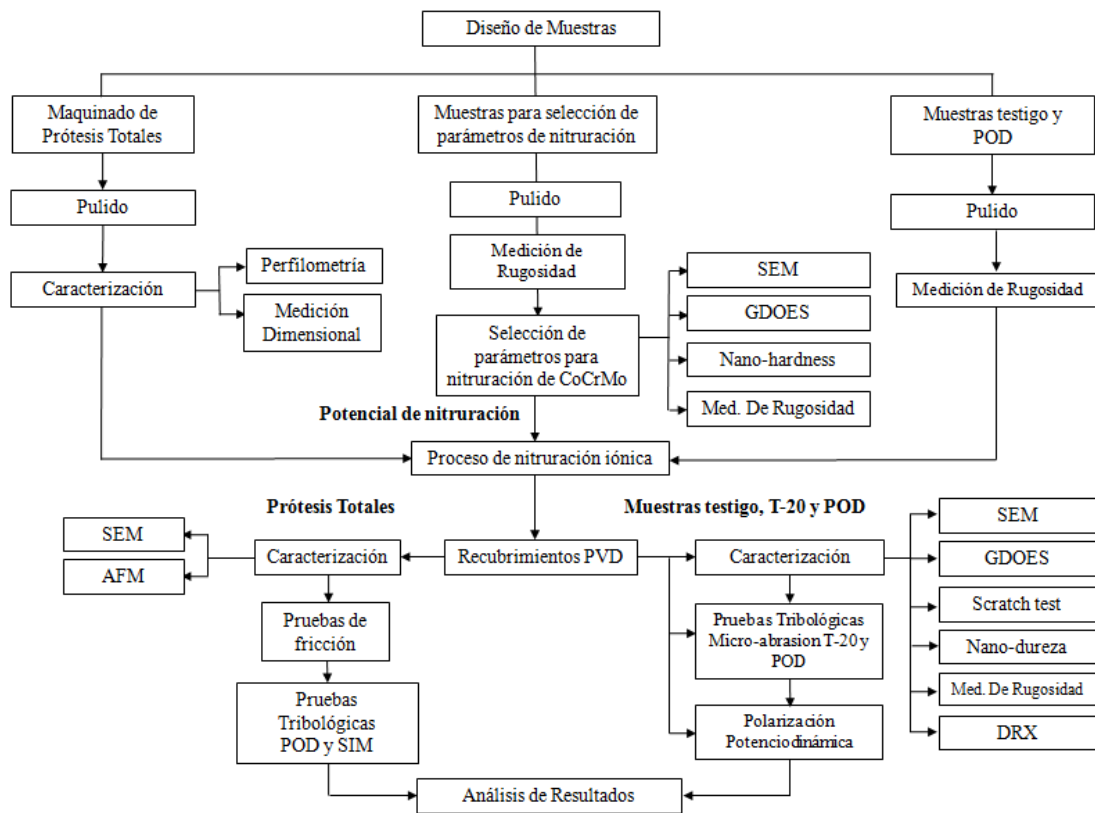 Diseño de Muestras
Maquinado de
Prótesis Totales
Muestras para selección de
parámetros de nitruración
Muestras testigo y
POD
Pulido
Pulido
Pulido
Caracterización
Perfilometría
Medición
Dimensional
Medición de
Rugosidad
Selección de
parámetros para
nitruración de CoCrMo
SEM
GDOES
Nano-hardness
Med. De Rugosidad
Medición de Rugosidad
Potencial de nitruración
Proceso de nitruración iónica
Prótesis Totales
Muestras testigo, T-20 y POD
SEM
AFM
Caracterización
Recubrimientos PVD
Caracterización
SEM
GDOES
Scratch test
Nano-dureza
Med. De Rugosidad
DRX
Pruebas de
fricción
Pruebas Tribológicas
Micro-abrasion T-20 y
POD
Pruebas
Tribológicas
POD y SIM
Polarización
Potenciodinámica
Análisis de Resultados